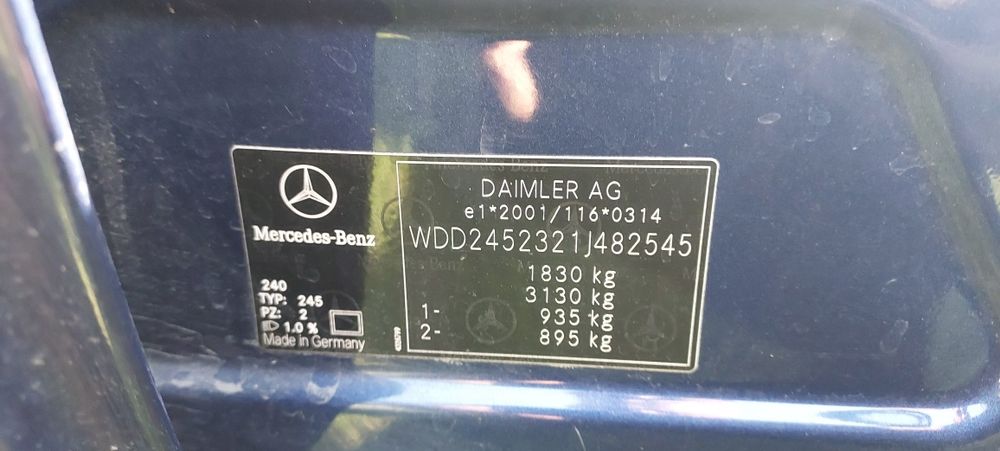 Mercedes-Benz
240
TYP: 245
PZ: 2
1.0 %
Made in Germany
DAIMLER AG
e1*2001/116*0314
WDD2452321J482545
1830 kg
3130 kg
1- 935 kg
2- 895 kg